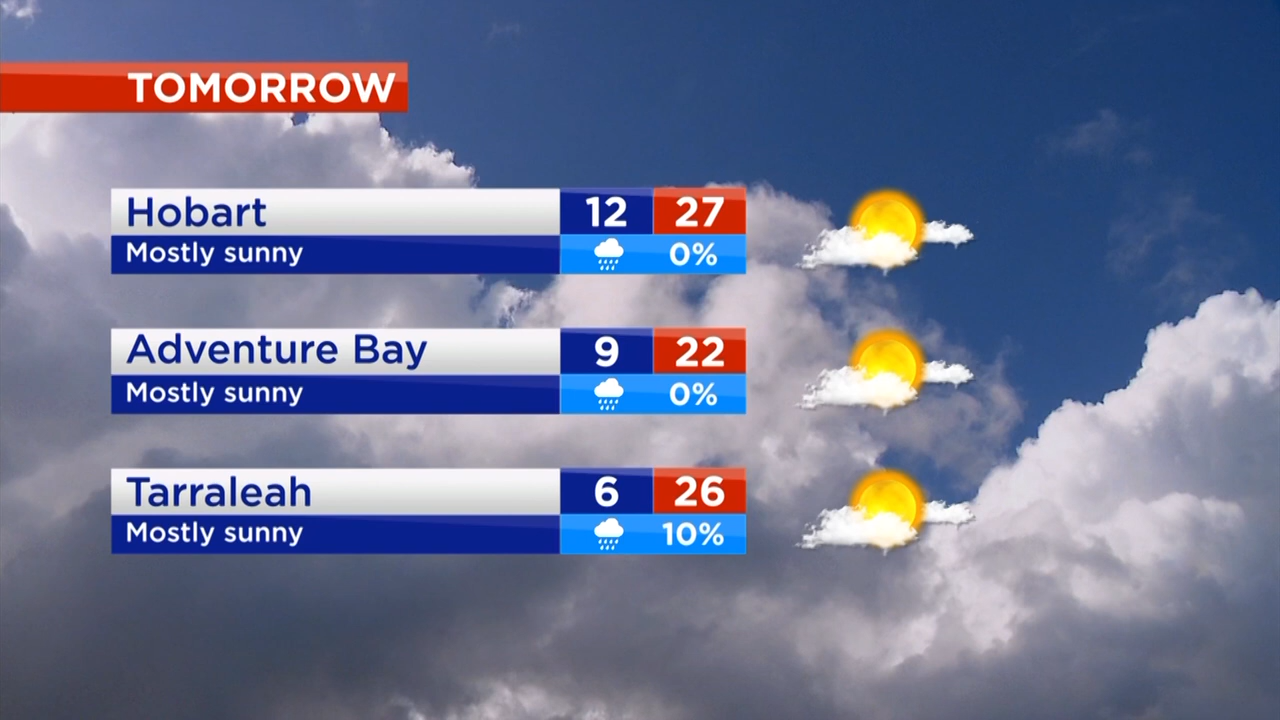 TOMORROW
Hobart 12 27
Mostly sunny 0%
Adventure Bay 9 22
Mostly sunny 0%
Tarraleah 6 26
Mostly sunny 10%